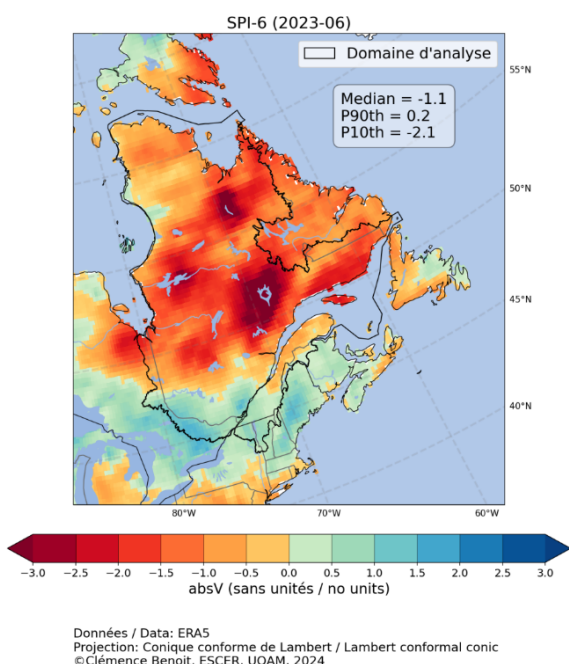 SPI-6 (2023-06)
Domaine d'analyse
Median = -1.1
P90th = 0.2
P10th = -2.1
55°N
50°N
45°N
40°N
80°W 70°W 60°W
−3.0 −2.5 −2.0 −1.5 −1.0 −0.5 0.0 0.5 1.0 1.5 2.0 2.5 3.0
absV (sans unités / no units)
Données / Data: ERA5
Projection: Conique conforme de Lambert / Lambert conformal conic
©Clémence Benoit, ESCER, UQAM, 2024